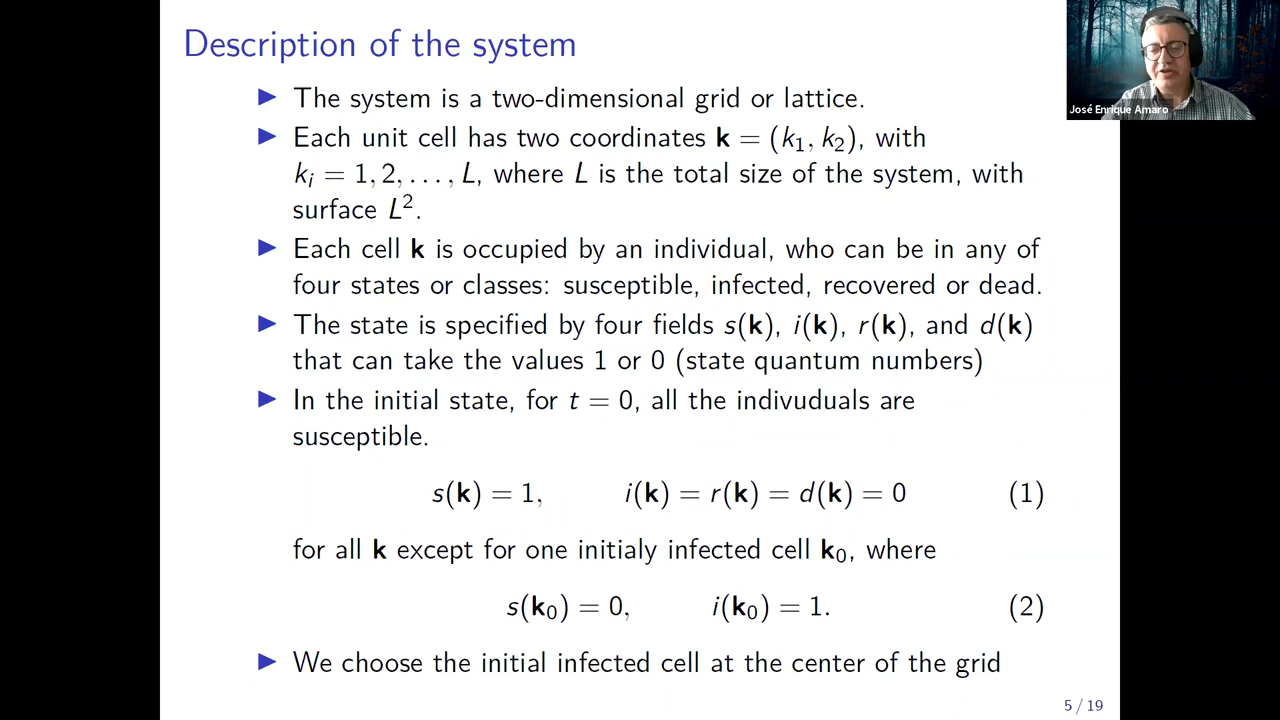 Description of the system
José Enrique Amaro
▶ The system is a two-dimensional grid or lattice.
▶ Each unit cell has two coordinates k = (k₁, k₂), with
kᵢ = 1, 2, . . . , L, where L is the total size of the system, with
surface L².
▶ Each cell k is occupied by an individual, who can be in any of
four states or classes: susceptible, infected, recovered or dead.
▶ The state is specified by four fields s(k), i(k), r(k), and d(k)
that can take the values 1 or 0 (state quantum numbers)
▶ In the initial state, for t = 0, all the indivuduals are
susceptible.
s(k) = 1, i(k) = r(k) = d(k) = 0 (1)
for all k except for one initialy infected cell k₀, where
s(k₀) = 0, i(k₀) = 1. (2)
▶ We choose the initial infected cell at the center of the grid
5 / 19